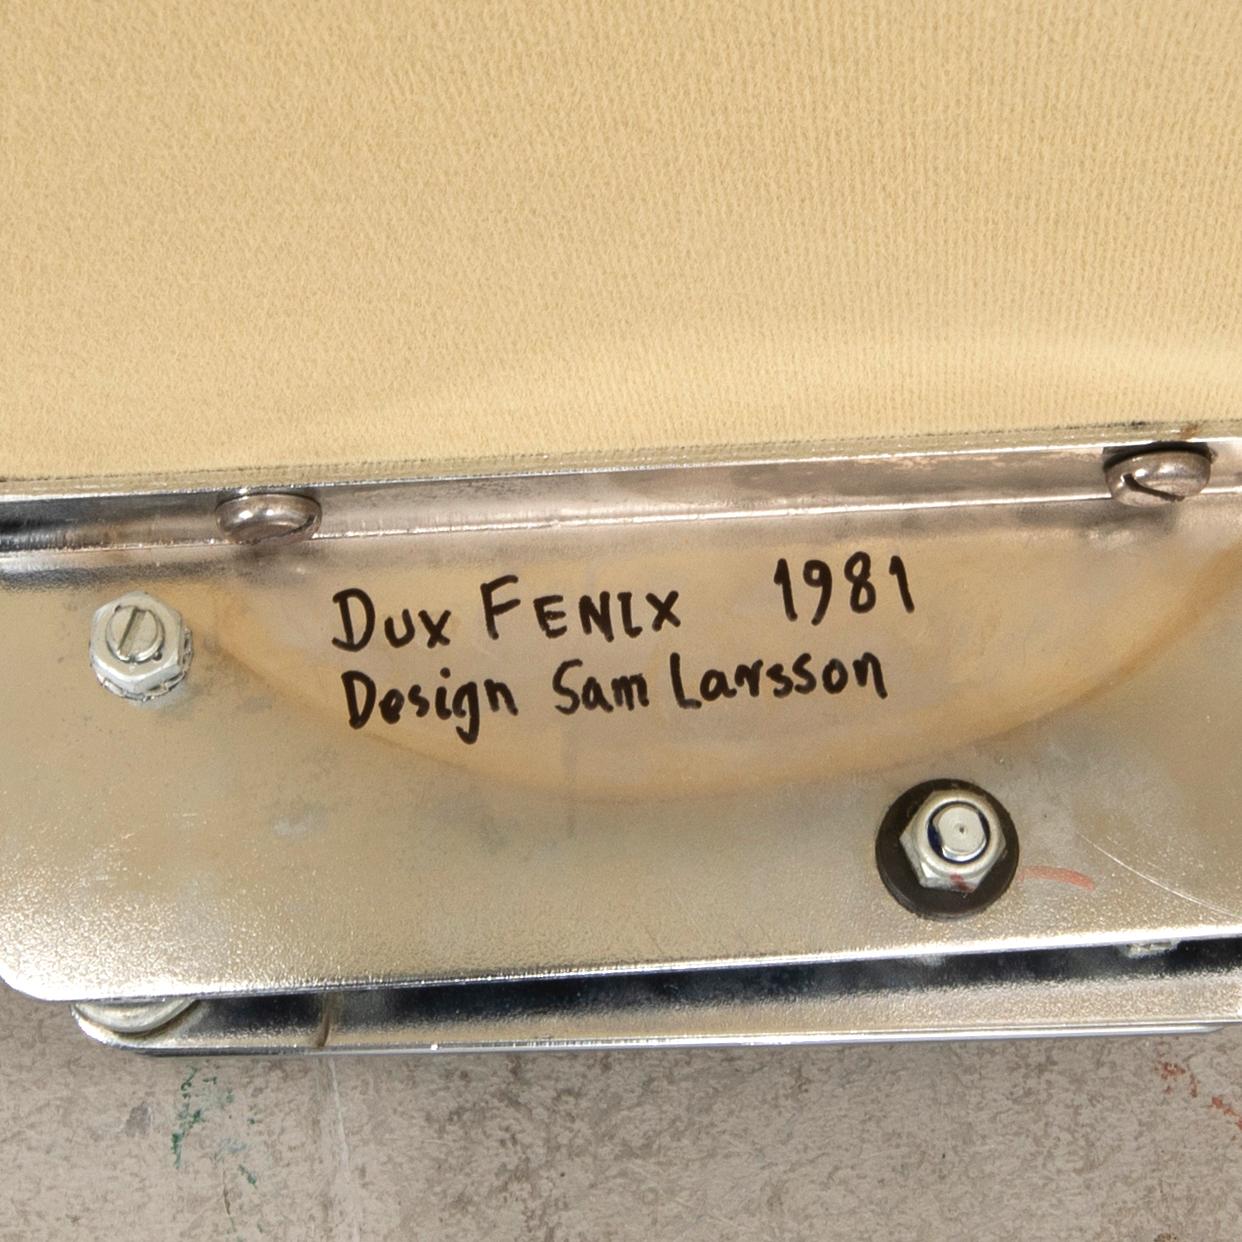 Dux FENIX 1981
Design Sam Larsson